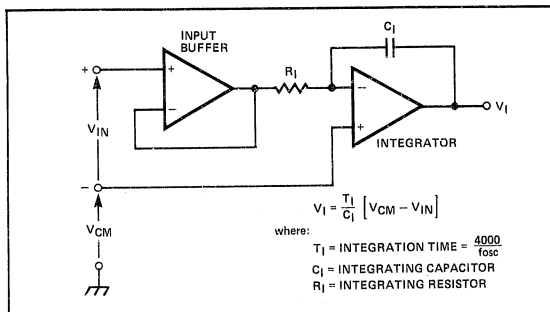 INPUT
BUFFER
C_I
+
+
R_I
–
–
V_I
V_IN
+
INTEGRATOR
–
V_I = T_I/C_I [V_CM – V_IN]
V_CM
where:
T_I = INTEGRATION TIME = 4000/fosc
C_I = INTEGRATING CAPACITOR
R_I = INTEGRATING RESISTOR